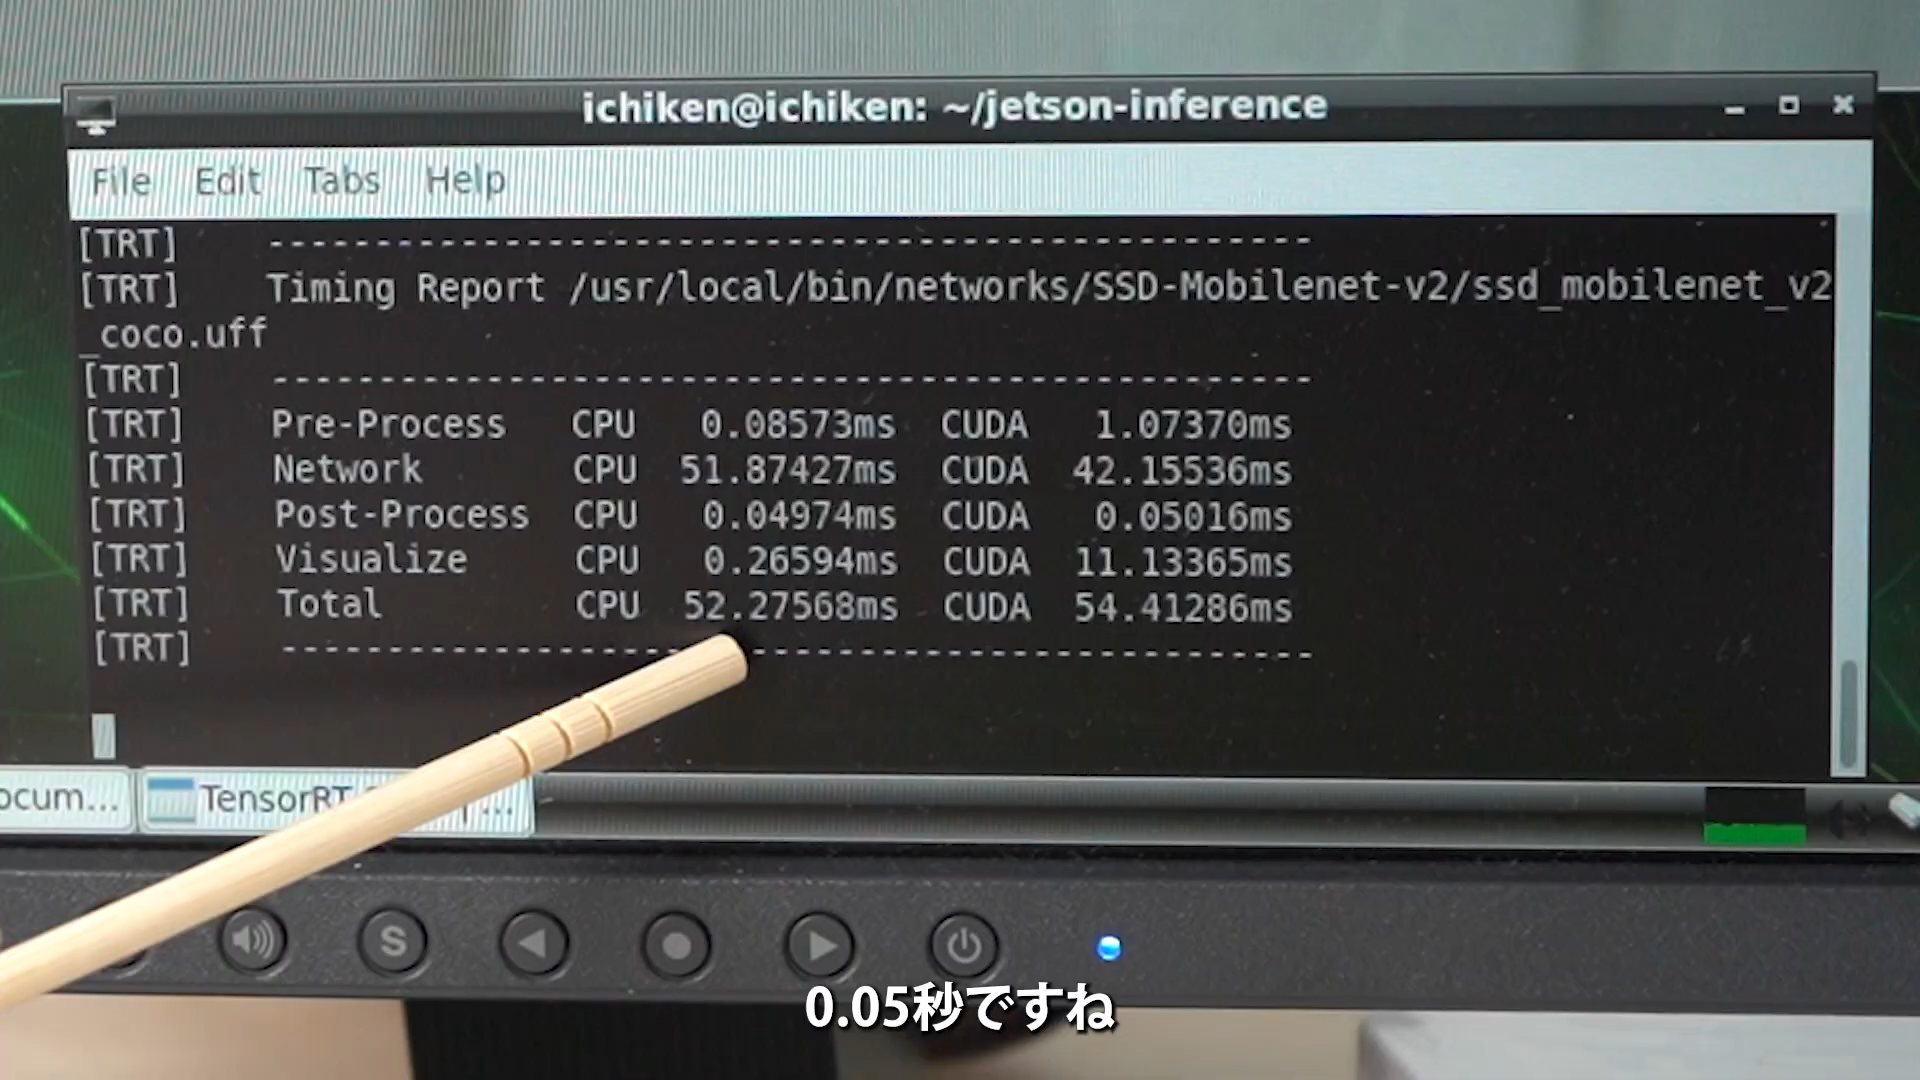 ichiken@ichiken: ~/jetson-inference
File Edit Tabs Help
[TRT] -------------------------------------------------
[TRT] Timing Report /usr/local/bin/networks/SSD-Mobilenet-v2/ssd_mobilenet_v2
_coco.uff
[TRT] -------------------------------------------------
[TRT] Pre-Process CPU 0.08573ms CUDA 1.07370ms
[TRT] Network CPU 51.87427ms CUDA 42.15536ms
[TRT] Post-Process CPU 0.04974ms CUDA 0.05016ms
[TRT] Visualize CPU 0.26594ms CUDA 11.13365ms
[TRT] Total CPU 52.27568ms CUDA 54.41286ms
[TRT] -------------------------------------------------
ocum... TensorRT ...
S
0.05秒ですね